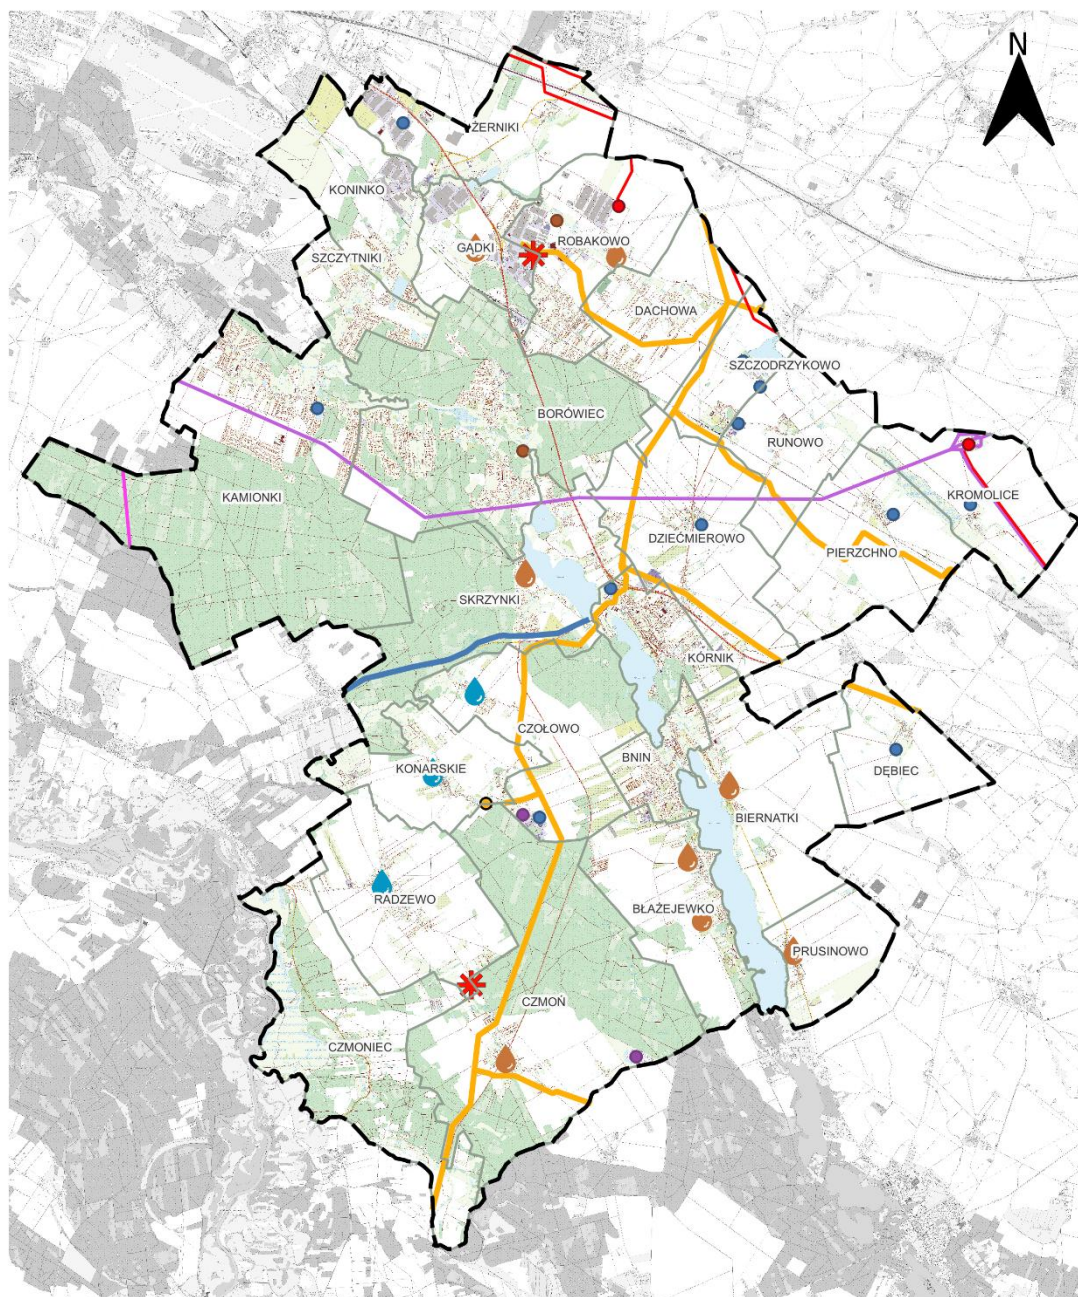 N
ŻERNIKI
KONINKO
GĄDKI
ROBAKOWO
SZCZYTNIKI
DACHOWA
SZCZODRZYKOWO
BORÓWIEC
RUNOWO
KAMIONKI
KROMOLICE
DZIEĆMIEROWO
PIERZCHNO
SKRZYNKI
KÓRNIK
CZOŁOWO
BNIN
KONARSKIE
DĘBIEC
BIERNATKI
RADZEWO
BŁAŻEJEWKO
PRUSINOWO
CZMOŃ
CZMONIEC